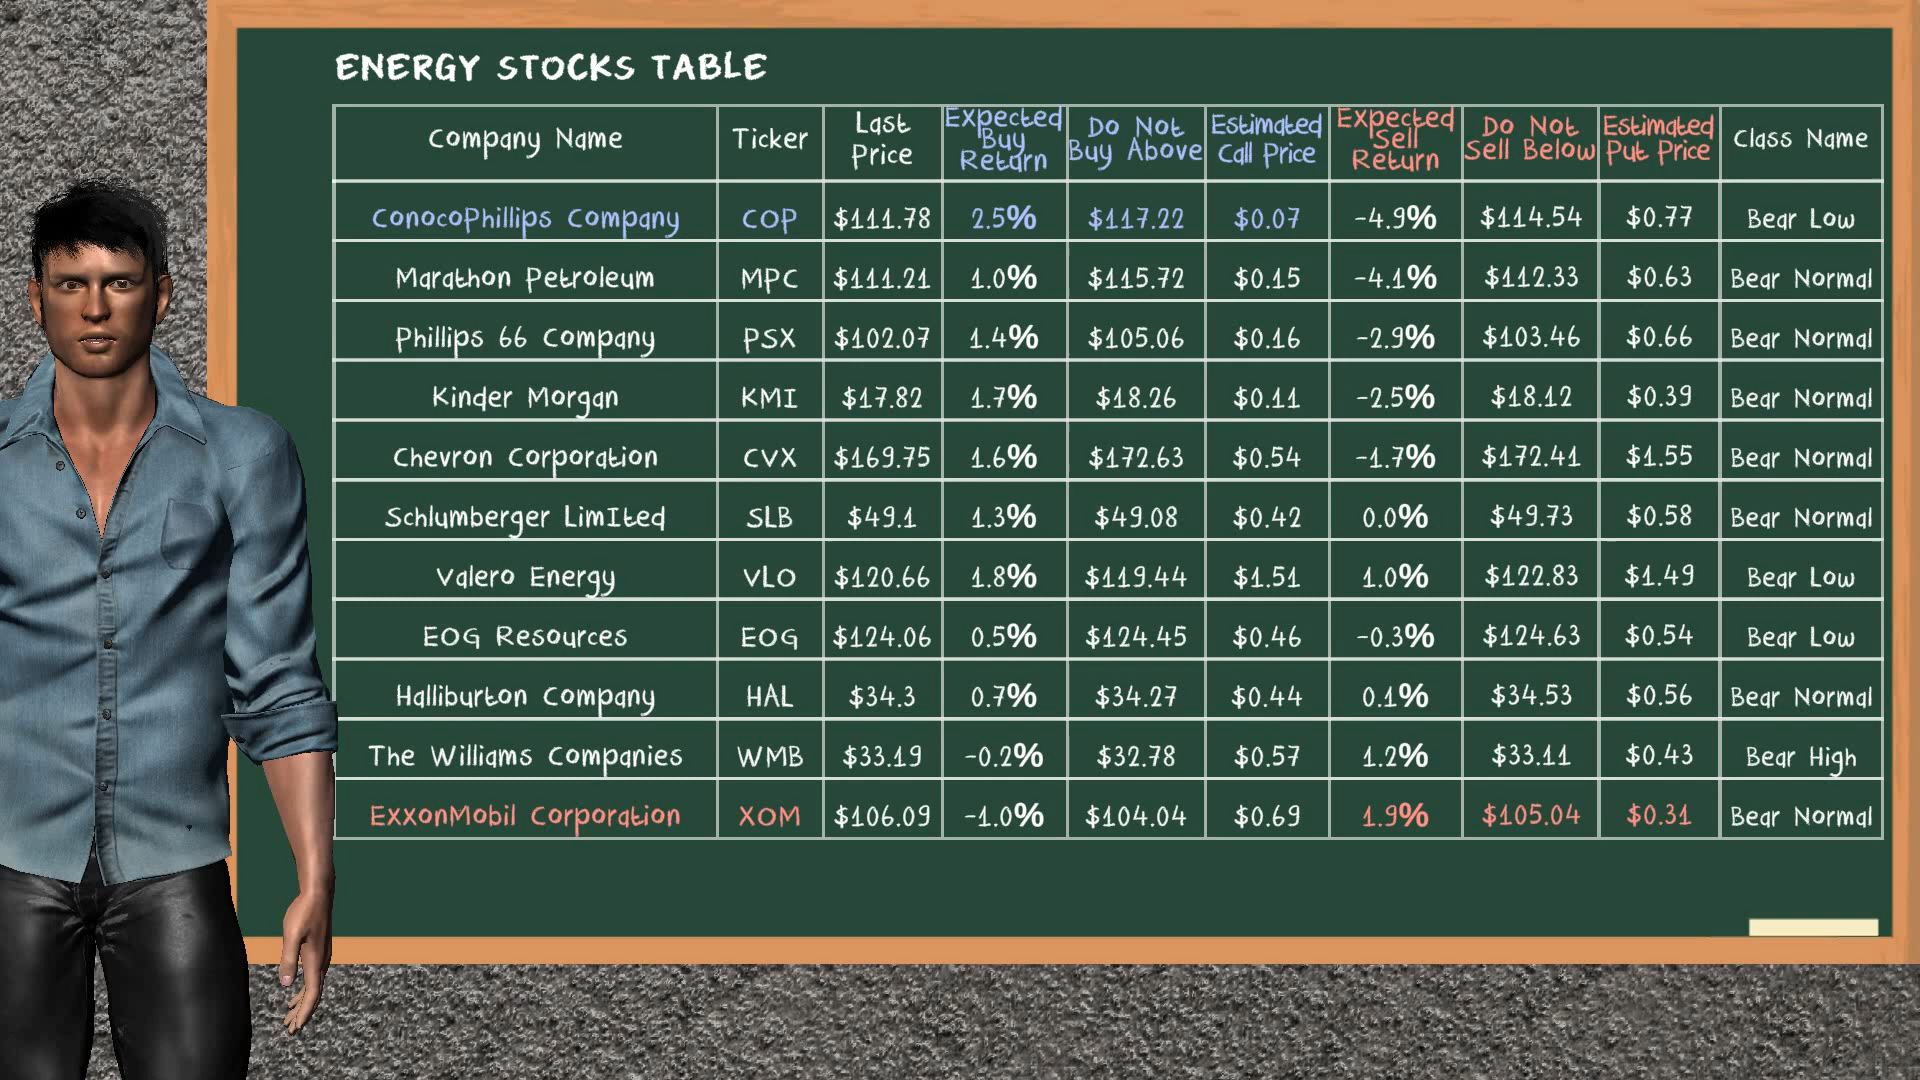 ENERGY STOCKS TABLE
Company Name Ticker Last Price Expected Buy Return Do Not Buy Above Estimated Call Price Expected Sell Return Do Not Sell Below Estimated Put Price Class Name
ConocoPhillips Company COP $111.78 2.5% $117.22 $0.07 -4.9% $114.54 $0.77 Bear Low
Marathon Petroleum MPC $111.21 1.0% $115.72 $0.15 -4.1% $112.33 $0.63 Bear Normal
Phillips 66 Company PSX $102.07 1.4% $105.06 $0.16 -2.9% $103.46 $0.66 Bear Normal
Kinder Morgan KMI $17.82 1.7% $18.26 $0.11 -2.5% $18.12 $0.39 Bear Normal
Chevron Corporation CVX $169.75 1.6% $172.63 $0.54 -1.7% $172.41 $1.55 Bear Normal
Schlumberger LimIted SLB $49.1 1.3% $49.08 $0.42 0.0% $49.73 $0.58 Bear Normal
Valero Energy VLO $120.66 1.8% $119.44 $1.51 1.0% $122.83 $1.49 Bear Low
EOG Resources EOG $124.06 0.5% $124.45 $0.46 -0.3% $124.63 $0.54 Bear Low
Halliburton Company HAL $34.3 0.7% $34.27 $0.44 0.1% $34.53 $0.56 Bear Normal
The Williams Companies WMB $33.19 -0.2% $32.78 $0.57 1.2% $33.11 $0.43 Bear High
ExxonMobil Corporation XOM $106.09 -1.0% $104.04 $0.69 1.9% $105.04 $0.31 Bear Normal